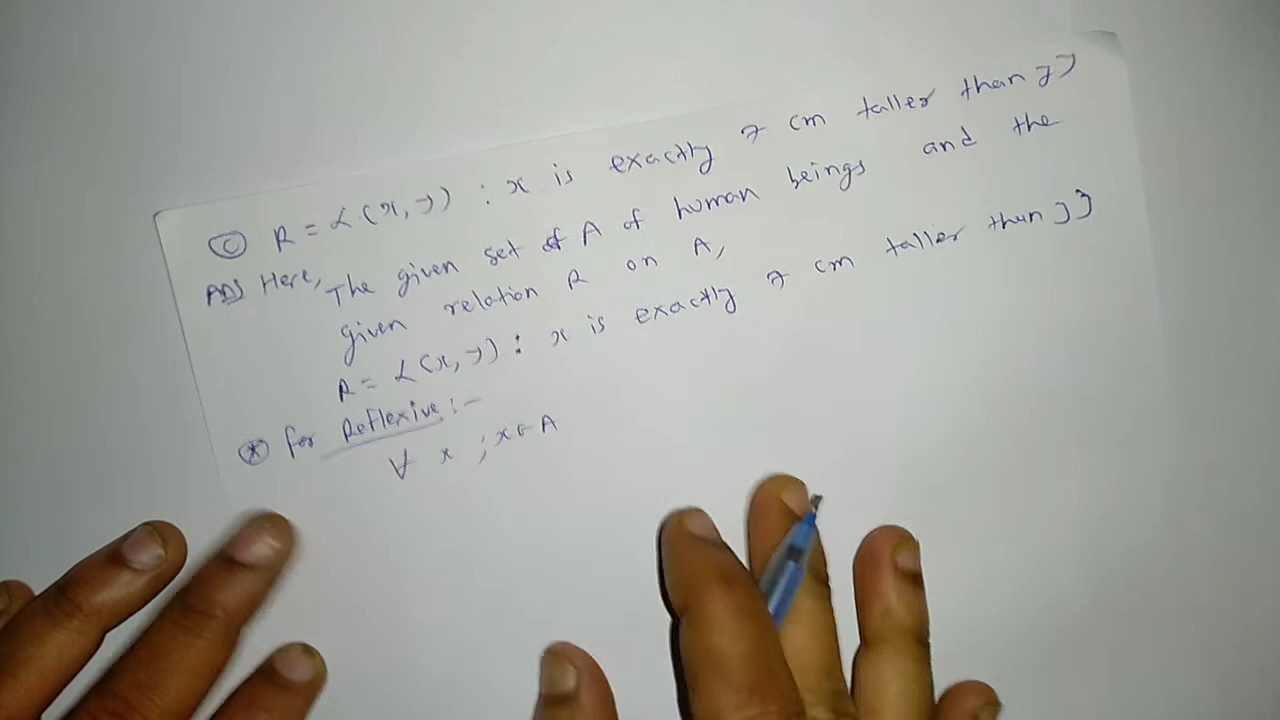 (c) R = {(x, y) : x is exactly 7 cm taller than y}
Ans Here, The given set of A of human beings and the
given relation R on A,
R = {(x, y) : x is exactly 7 cm taller than y}
* For Reflexive :-
∀ x ; x ∈ A